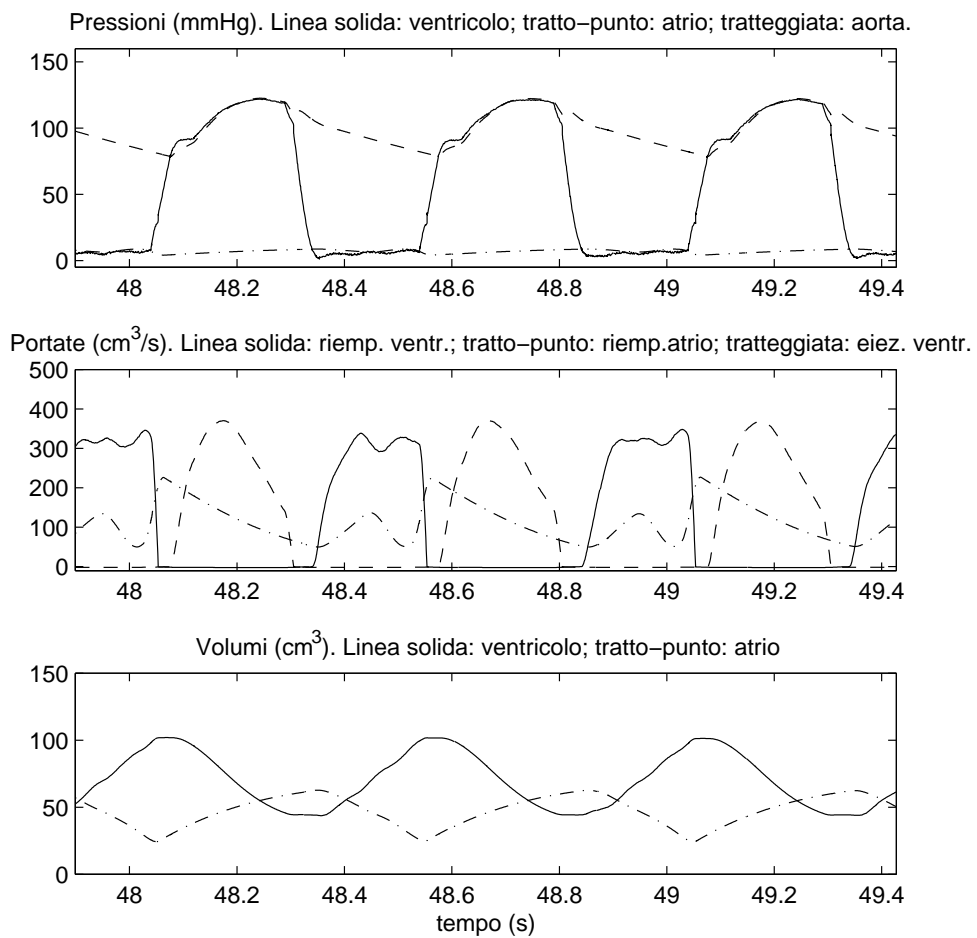 Pressioni (mmHg). Linea solida: ventricolo; tratto−punto: atrio; tratteggiata: aorta.
150
100
50
0
48 48.2 48.4 48.6 48.8 49 49.2 49.4
Portate (cm³/s). Linea solida: riemp. ventr.; tratto−punto: riemp.atrio; tratteggiata: eiez. ventr.
500
400
300
200
100
0
48 48.2 48.4 48.6 48.8 49 49.2 49.4
Volumi (cm³). Linea solida: ventricolo; tratto−punto: atrio
150
100
50
0
48 48.2 48.4 48.6 48.8 49 49.2 49.4
tempo (s)